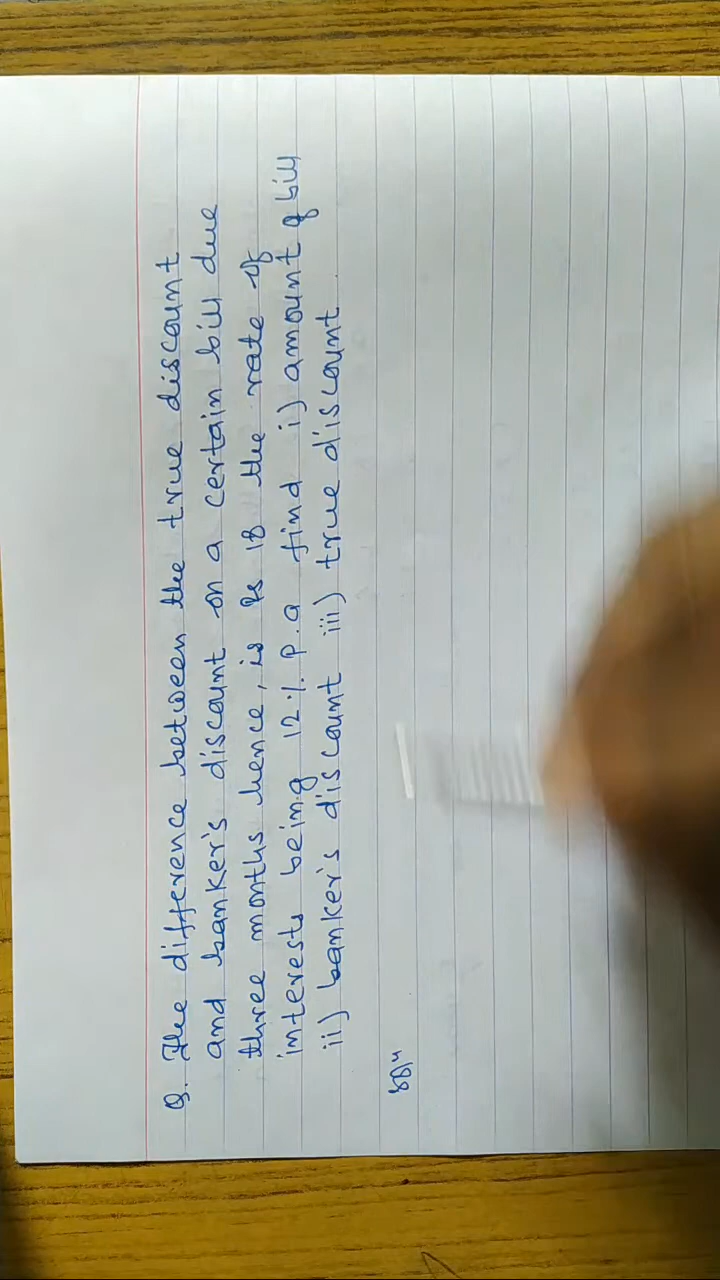 Q. The difference between the true discount
and banker's discount on a certain bill due
three months hence, is Rs 18 the rate of
interests being 12 %. P.a find i) amount of bill
ii) banker's discount iii) true discount.
soln